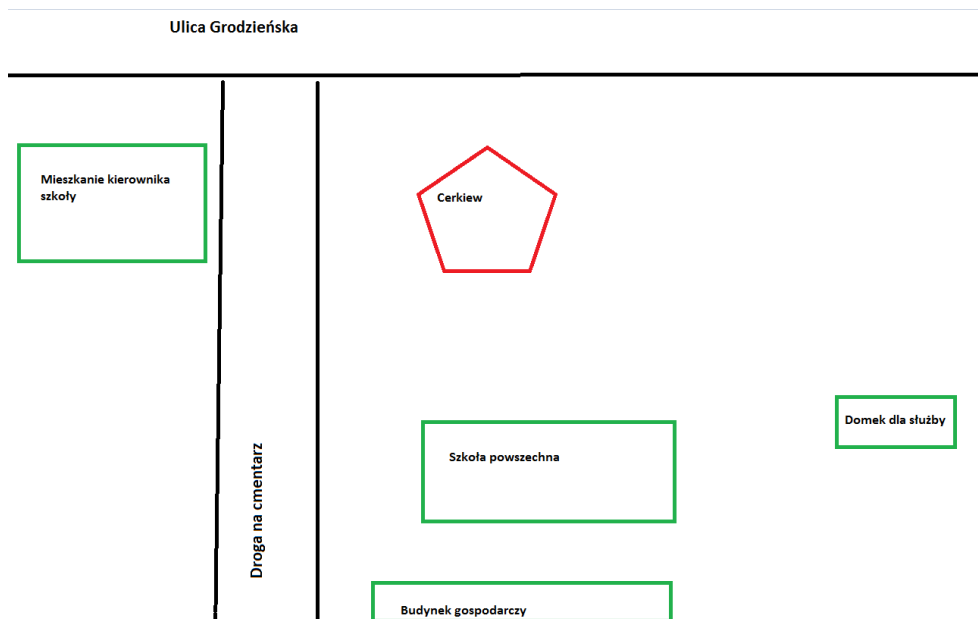 Ulica Grodzieńska
Mieszkanie kierownika
szkoły
Cerkiew
Domek dla służby
Szkoła powszechna
Droga na cmentarz
Budynek gospodarczy